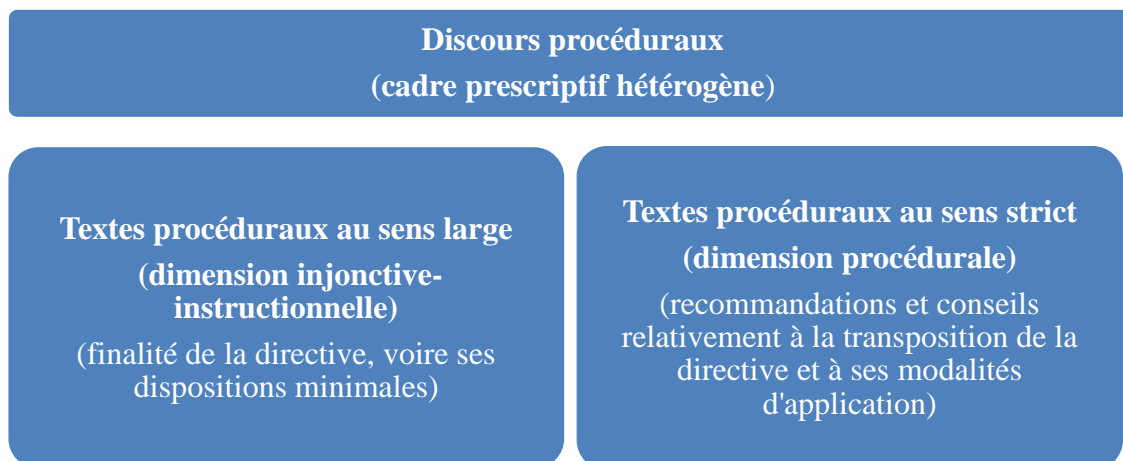 Discours procéduraux
(cadre prescriptif hétérogène)
Textes procéduraux au sens large
(dimension injonctive-
instructionnelle)
(finalité de la directive, voire ses
dispositions minimales)
Textes procéduraux au sens strict
(dimension procédurale)
(recommandations et conseils
relativement à la transposition de la
directive et à ses modalités
d'application)